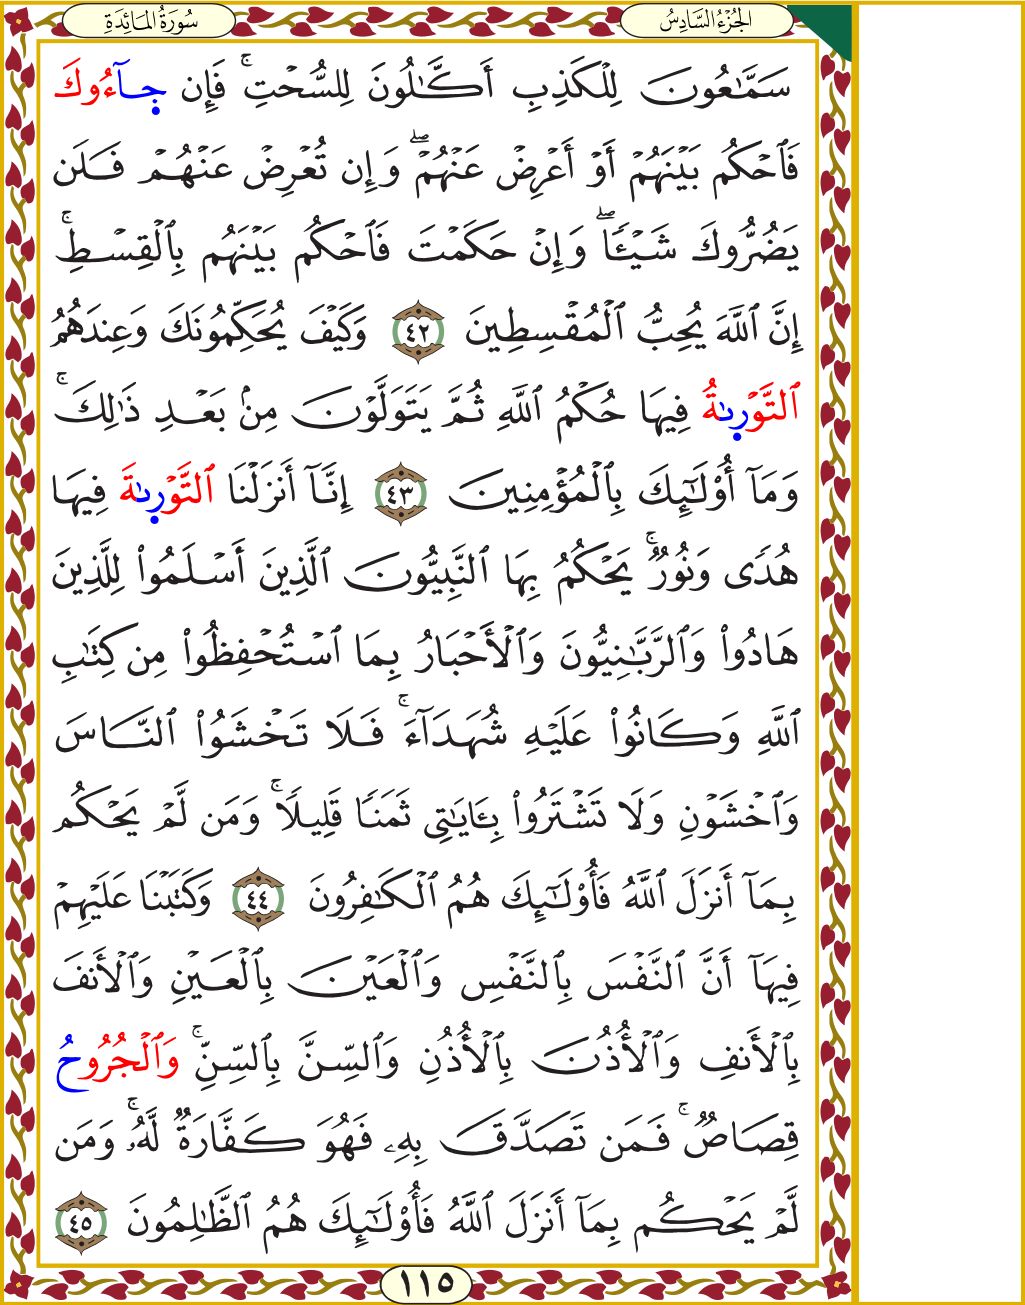 الجُزْءُ السَّادِسُ
سُورَةُ المَائِدَةِ
سَمَّٰعُونَ لِلۡكَذِبِ أَكَّٰلُونَ لِلسُّحۡتِۚ فَإِن جَآءُوكَ
فَٱحۡكُم بَيۡنَهُمۡ أَوۡ أَعۡرِضۡ عَنۡهُمۡۖ وَإِن تُعۡرِضۡ عَنۡهُمۡ فَلَن
يَضُرُّوكَ شَيۡـٔٗاۖ وَإِنۡ حَكَمۡتَ فَٱحۡكُم بَيۡنَهُم بِٱلۡقِسۡطِۚ
إِنَّ ٱللَّهَ يُحِبُّ ٱلۡمُقۡسِطِينَ ٤٢ وَكَيۡفَ يُحَكِّمُونَكَ وَعِندَهُمُ
ٱلتَّوۡرٜىٰةُ فِيهَا حُكۡمُ ٱللَّهِ ثُمَّ يَتَوَلَّوۡنَ مِنۢ بَعۡدِ ذَٰلِكَۚ
وَمَآ أُوْلَٰٓئِكَ بِٱلۡمُؤۡمِنِينَ ٤٣ إِنَّآ أَنزَلۡنَا ٱلتَّوۡرٜىٰةَ فِيهَا
هُدٗى وَنُورٞۚ يَحۡكُمُ بِهَا ٱلنَّبِيُّونَ ٱلَّذِينَ أَسۡلَمُواْ لِلَّذِينَ
هَادُواْ وَٱلرَّبَّٰنِيُّونَ وَٱلۡأَحۡبَارُ بِمَا ٱسۡتُحۡفِظُواْ مِن كِتَٰبِ
ٱللَّهِ وَكَانُواْ عَلَيۡهِ شُهَدَآءَۚ فَلَا تَخۡشَوُاْ ٱلنَّاسَ
وَٱخۡشَوۡنِ وَلَا تَشۡتَرُواْ بِـَٔايَٰتِي ثَمَنٗا قَلِيلٗاۚ وَمَن لَّمۡ يَحۡكُم
بِمَآ أَنزَلَ ٱللَّهُ فَأُوْلَٰٓئِكَ هُمُ ٱلۡكَٰفِرُونَ ٤٤ وَكَتَبۡنَا عَلَيۡهِمۡ
فِيهَآ أَنَّ ٱلنَّفۡسَ بِٱلنَّفۡسِ وَٱلۡعَيۡنَ بِٱلۡعَيۡنِ وَٱلۡأَنفَ
بِٱلۡأَنفِ وَٱلۡأُذُنَ بِٱلۡأُذُنِ وَٱلسِّنَّ بِٱلسِّنِّۚ وَٱلۡجُرُوحُ
قِصَاصٞۚ فَمَن تَصَدَّقَ بِهِۦ فَهُوَ كَفَّارَةٞ لَّهُۥۚ وَمَن
لَّمۡ يَحۡكُم بِمَآ أَنزَلَ ٱللَّهُ فَأُوْلَٰٓئِكَ هُمُ ٱلظَّٰلِمُونَ ٤٥
١١٥